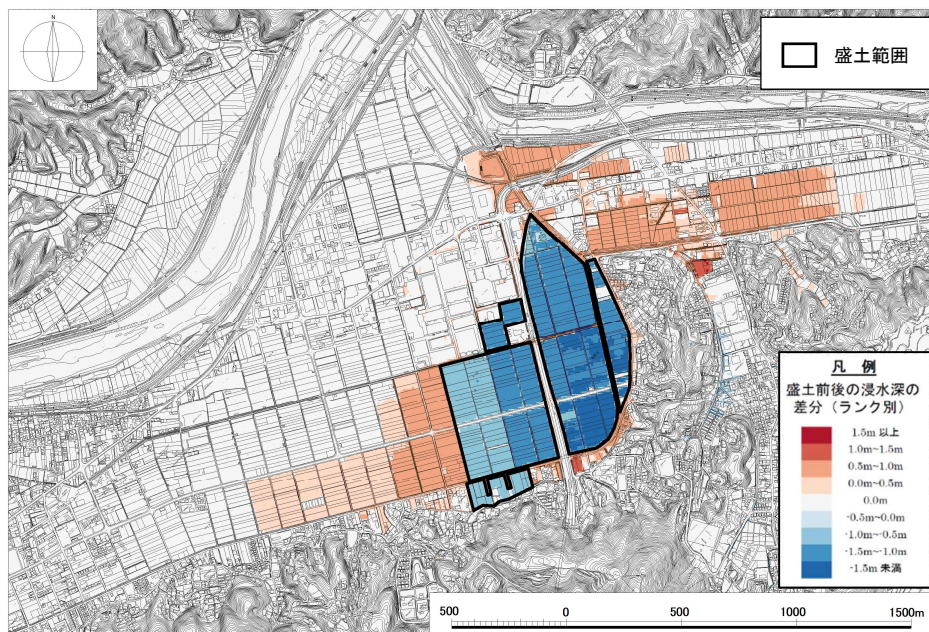 N
盛土範囲
凡 例
盛土前後の浸水深の
差分（ランク別）
1.5m 以上
1.0m~1.5m
0.5m~1.0m
0.0m~0.5m
0.0m
-0.5m~0.0m
-1.0m~-0.5m
-1.5m~-1.0m
-1.5m 未満
500 0 500 1000 1500m